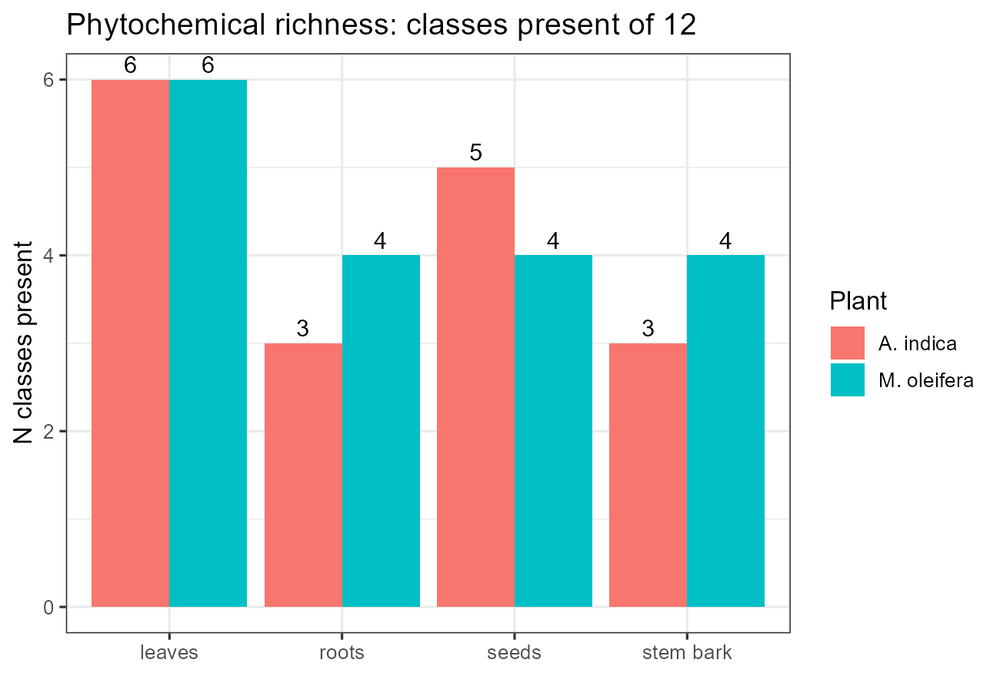 Phytochemical richness: classes present of 12
N classes present
6
4
2
0
6
6
3
4
5
4
3
4
leaves
roots
seeds
stem bark
Plant
A. indica
M. oleifera